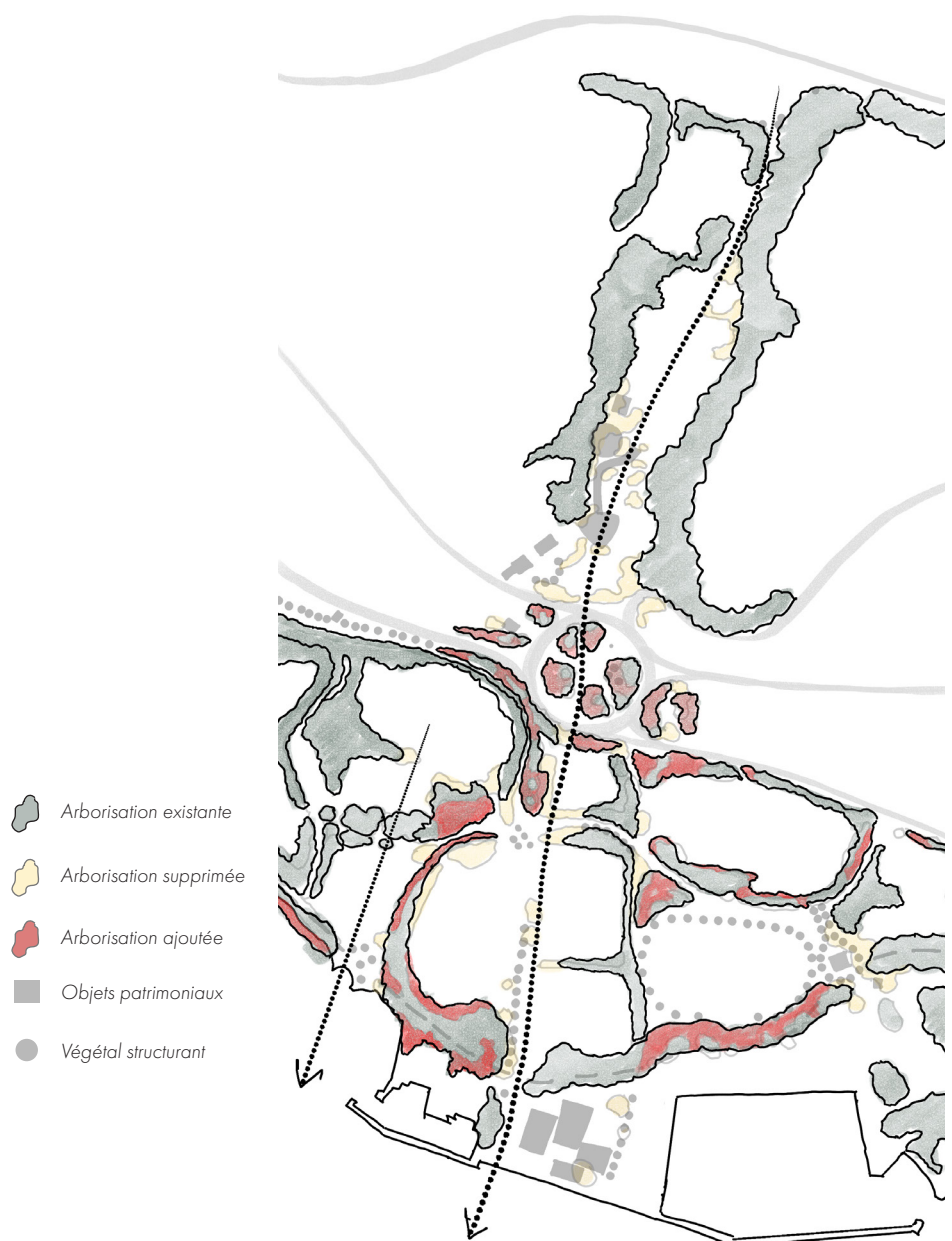 Arborisation existante
Arborisation supprimée
Arborisation ajoutée
Objets patrimoniaux
Végétal structurant